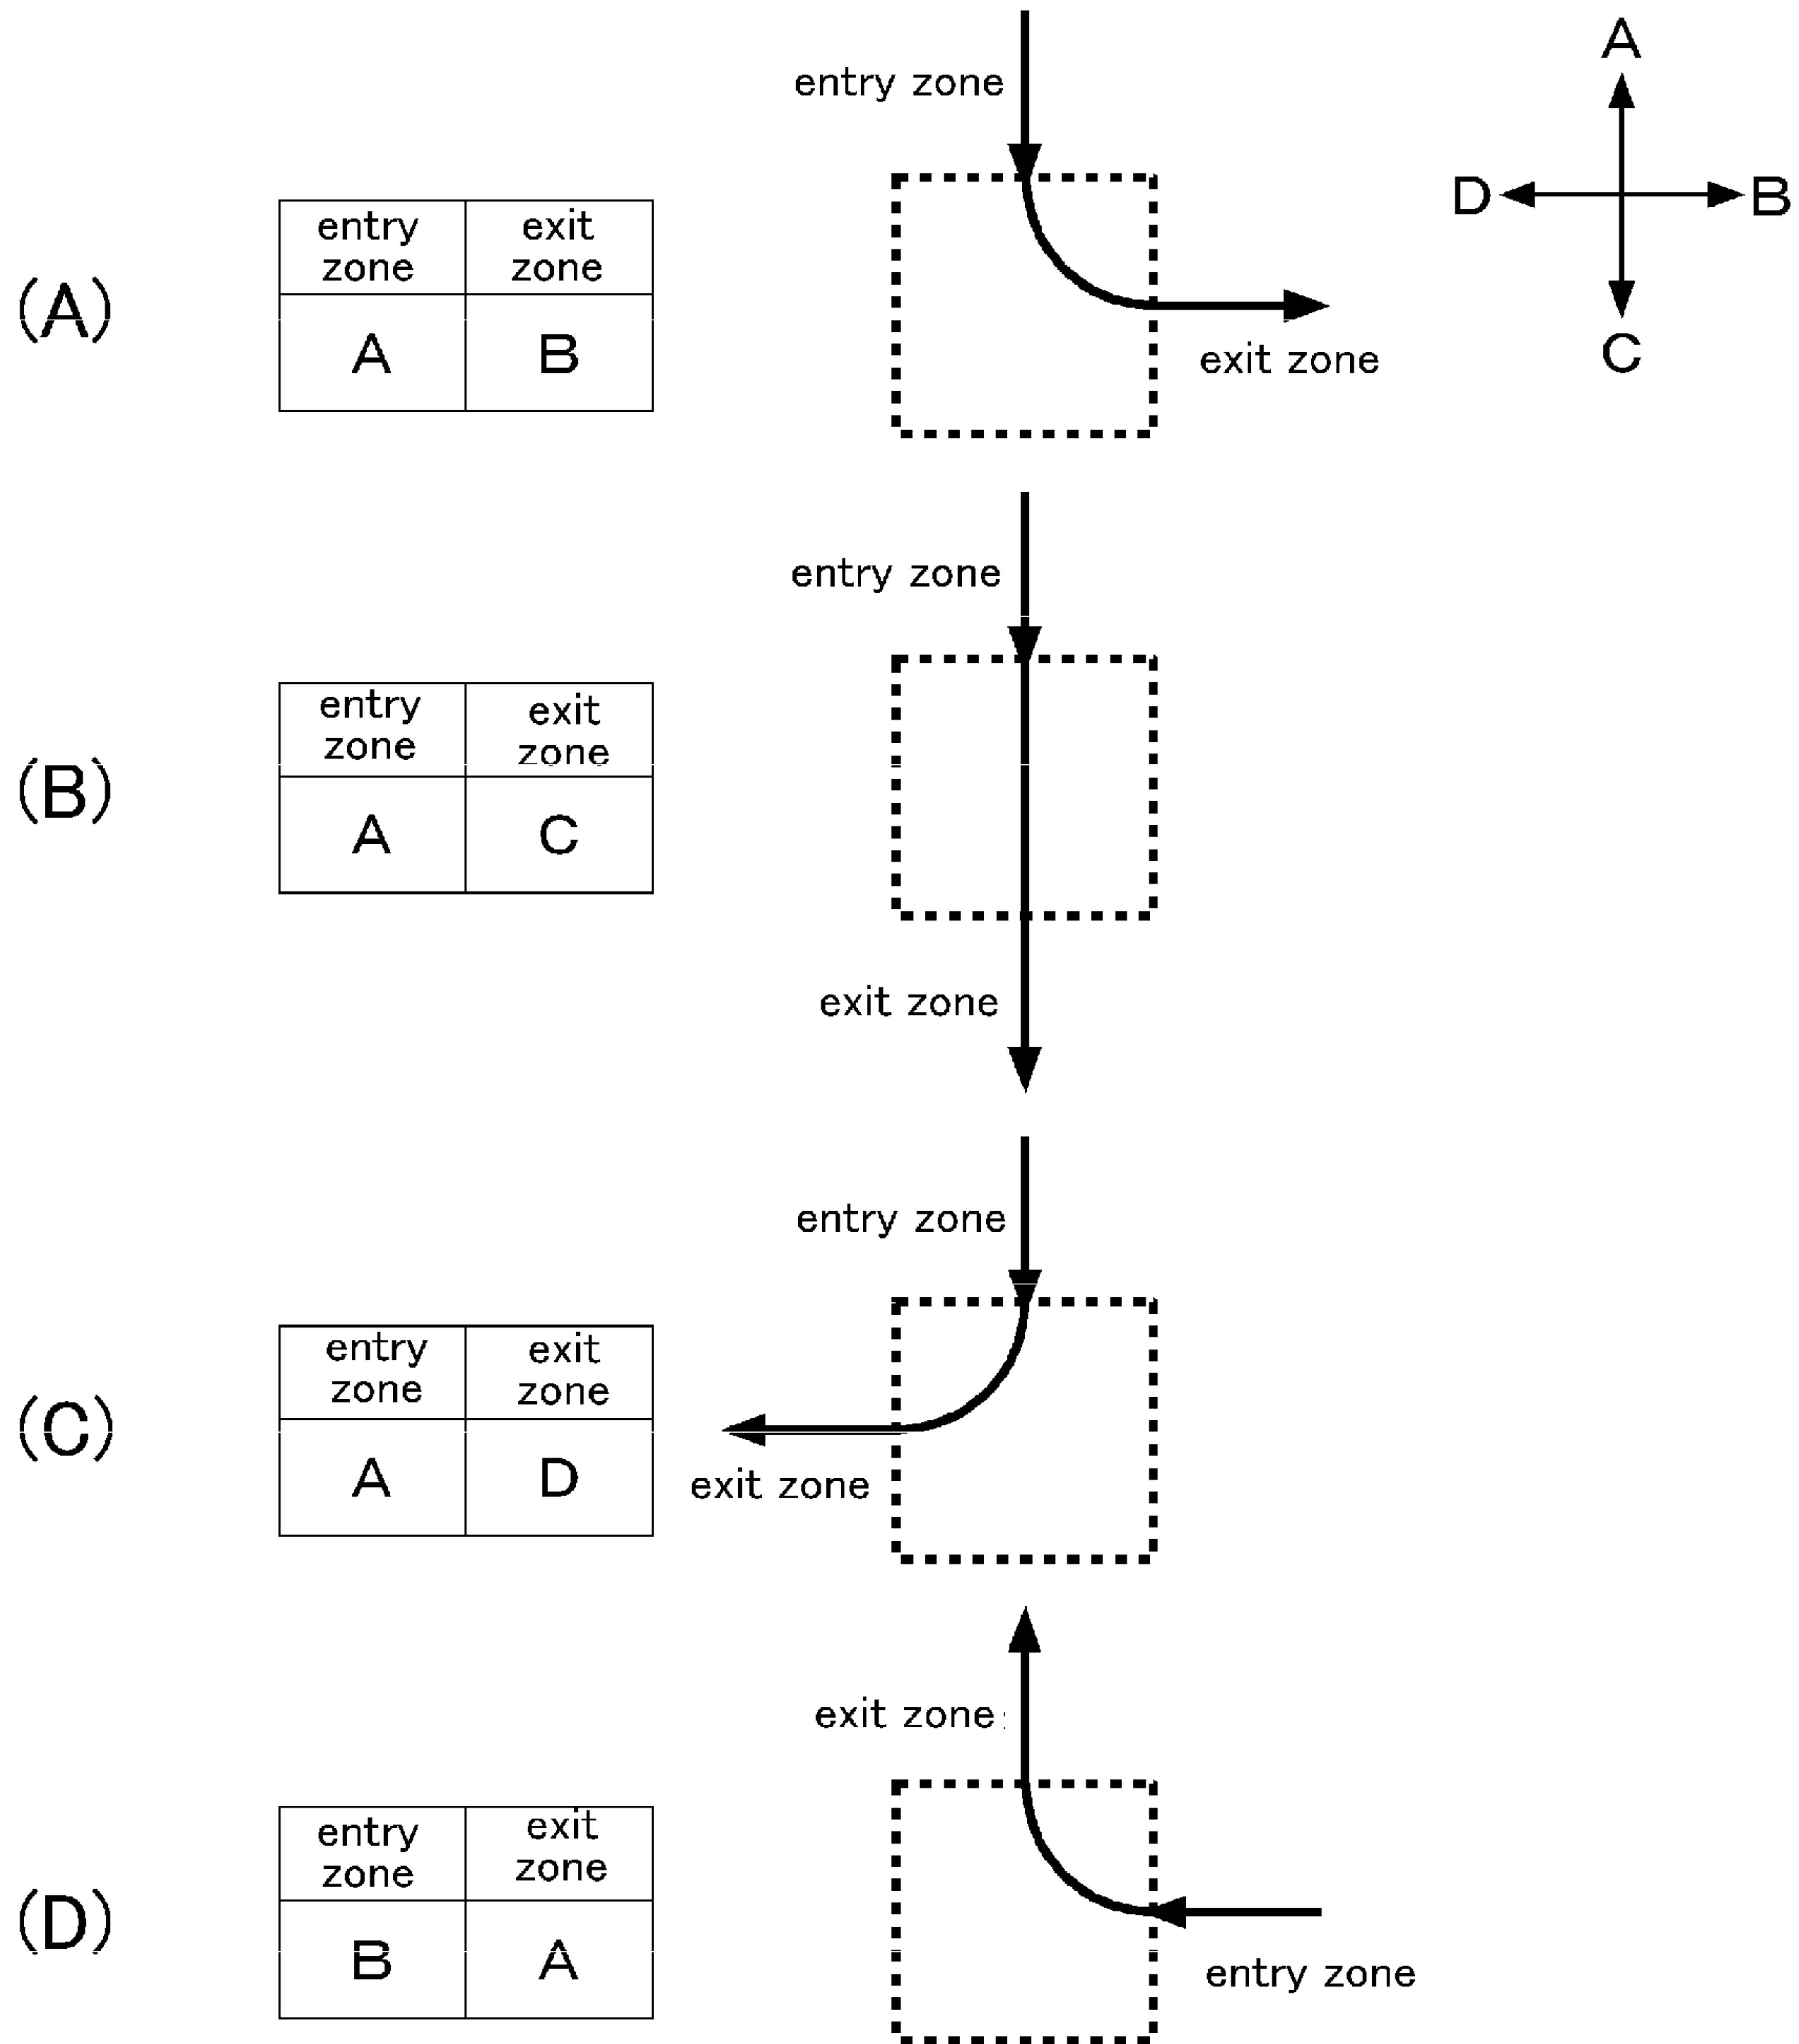 A
D B
C
(A)
entry zone
exit zone
A B
entry zone
exit zone
(B)
entry zone
exit zone
A C
entry zone
exit zone
(C)
entry zone
exit zone
A D
entry zone
exit zone
(D)
entry zone
exit zone
B A
exit zone
entry zone